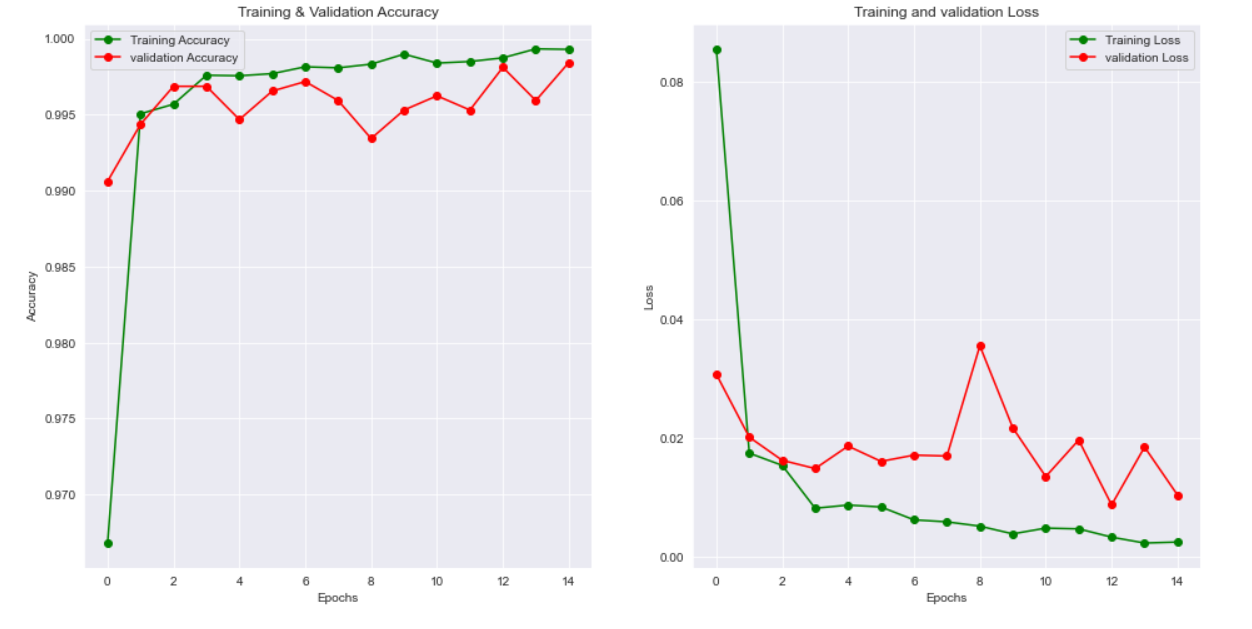 Training & Validation Accuracy
Training Accuracy
validation Accuracy
1.000
0.995
0.990
0.985
0.980
0.975
0.970
Accuracy
0 2 4 6 8 10 12 14
Epochs
Training and validation Loss
Training Loss
validation Loss
0.08
0.06
0.04
0.02
0.00
Loss
0 2 4 6 8 10 12 14
Epochs